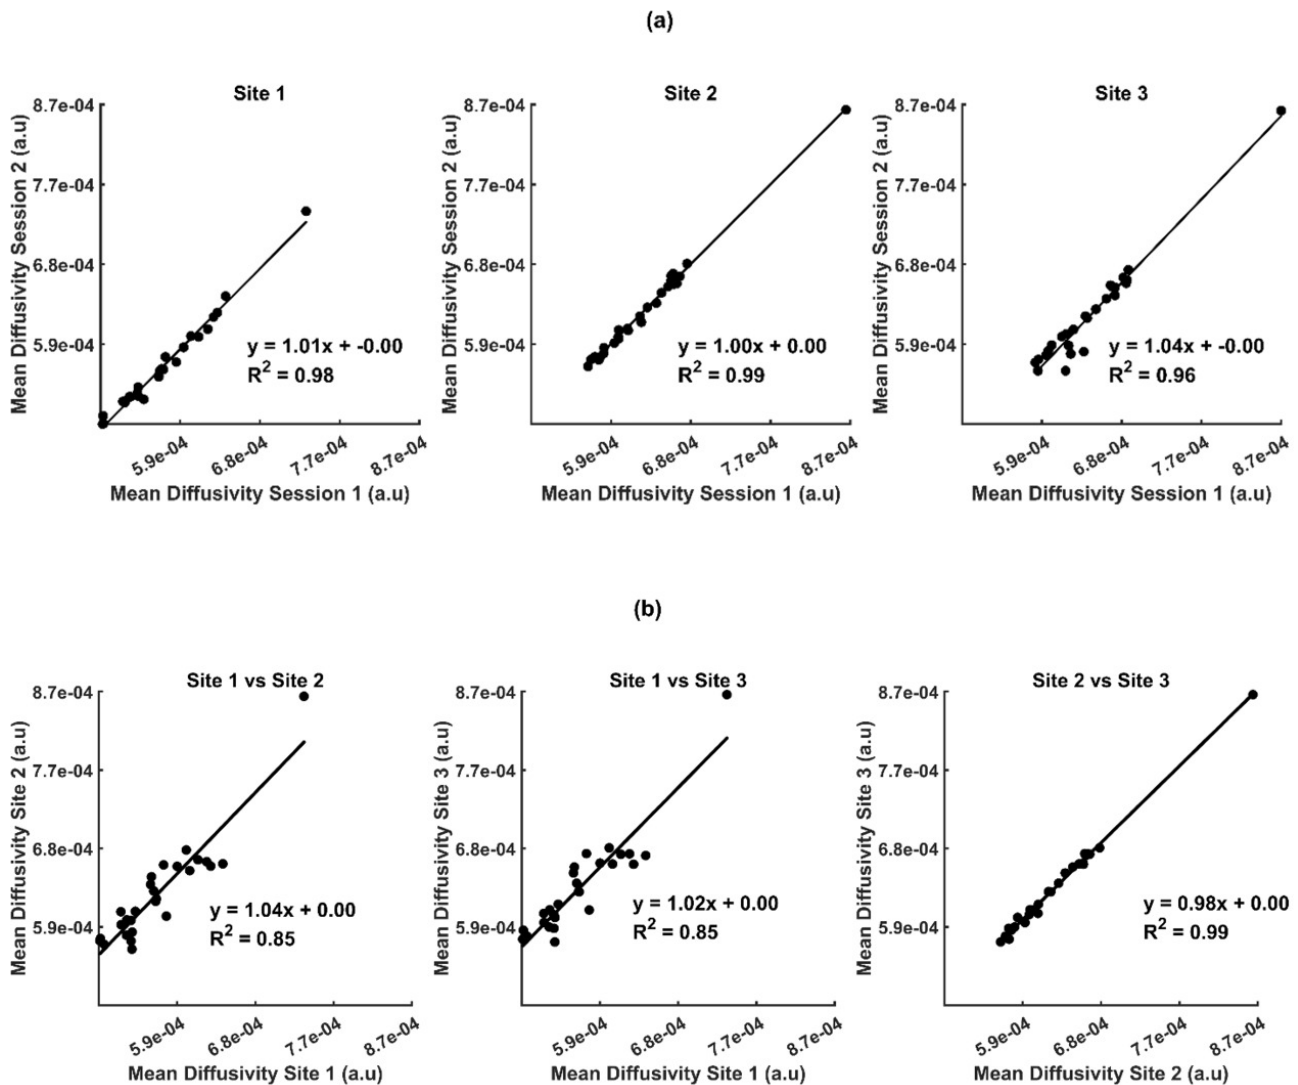 (a)
Site 1
Site 2
Site 3
Mean Diffusivity Session 2 (a.u)
8.7e-04
7.7e-04
6.8e-04
5.9e-04
y = 1.01x + -0.00
R² = 0.98
5.9e-04
6.8e-04
7.7e-04
8.7e-04
Mean Diffusivity Session 1 (a.u)
Mean Diffusivity Session 2 (a.u)
8.7e-04
7.7e-04
6.8e-04
5.9e-04
y = 1.00x + 0.00
R² = 0.99
5.9e-04
6.8e-04
7.7e-04
8.7e-04
Mean Diffusivity Session 1 (a.u)
Mean Diffusivity Session 2 (a.u)
8.7e-04
7.7e-04
6.8e-04
5.9e-04
y = 1.04x + -0.00
R² = 0.96
5.9e-04
6.8e-04
7.7e-04
8.7e-04
Mean Diffusivity Session 1 (a.u)
(b)
Site 1 vs Site 2
Site 1 vs Site 3
Site 2 vs Site 3
Mean Diffusivity Site 2 (a.u)
8.7e-04
7.7e-04
6.8e-04
5.9e-04
y = 1.04x + 0.00
R² = 0.85
5.9e-04
6.8e-04
7.7e-04
8.7e-04
Mean Diffusivity Site 1 (a.u)
Mean Diffusivity Site 3 (a.u)
8.7e-04
7.7e-04
6.8e-04
5.9e-04
y = 1.02x + 0.00
R² = 0.85
5.9e-04
6.8e-04
7.7e-04
8.7e-04
Mean Diffusivity Site 1 (a.u)
Mean Diffusivity Site 3 (a.u)
8.7e-04
7.7e-04
6.8e-04
5.9e-04
y = 0.98x + 0.00
R² = 0.99
5.9e-04
6.8e-04
7.7e-04
8.7e-04
Mean Diffusivity Site 2 (a.u)